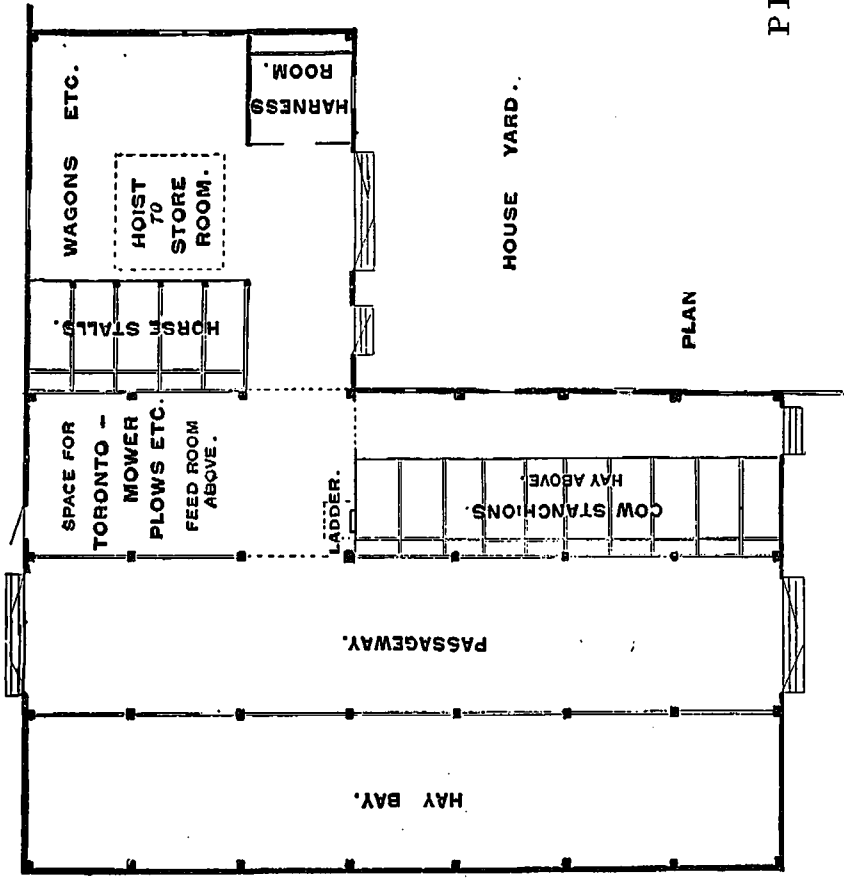 WAGONS ETC.
HARNESS
ROOM.
HOIST
TO
STORE
ROOM.
HORSE STALLS.
HOUSE YARD.
PLAN
SPACE FOR
TORONTO -
MOWER
PLOWS ETC.
FEED ROOM
ABOVE.
LADDER.
HAY ABOVE.
COW STANCHIONS.
PASSAGEWAY.
HAY BAY.